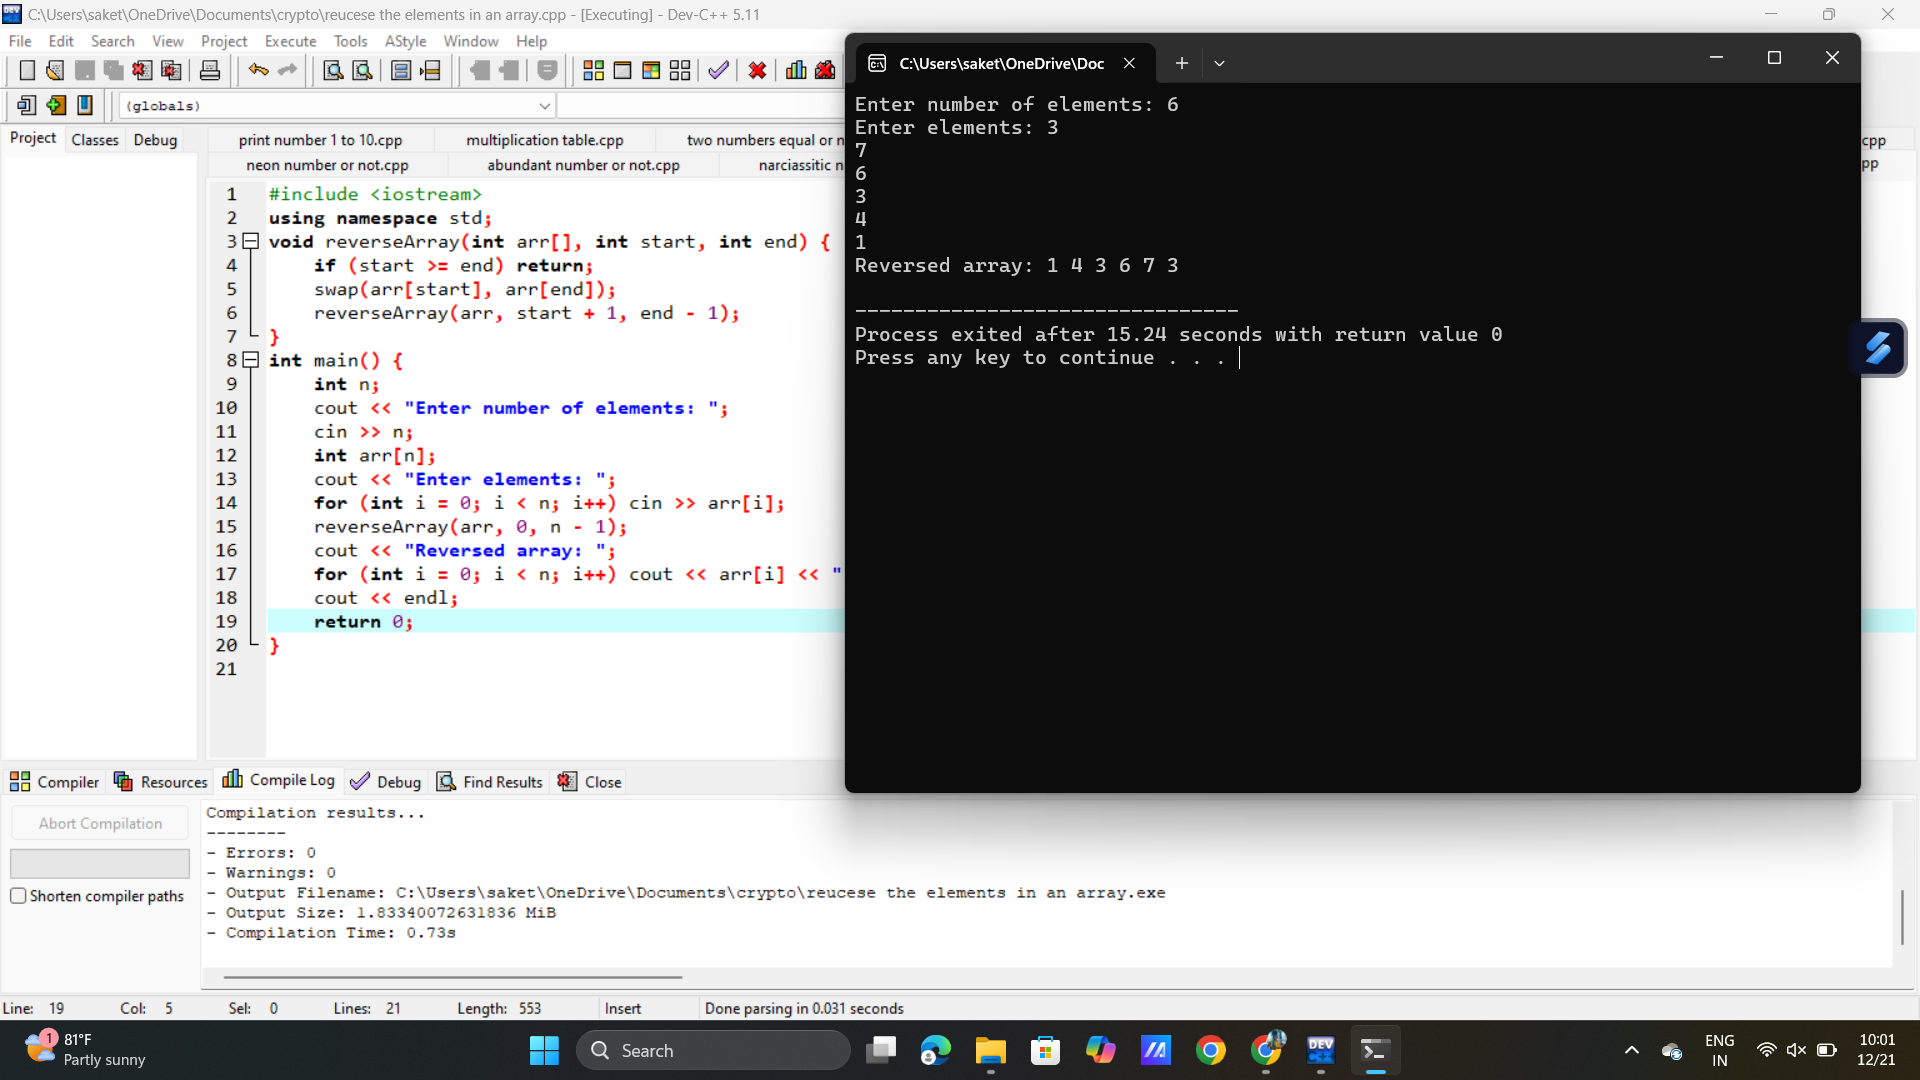 C:\Users\saket\OneDrive\Documents\crypto\reucese the elements in an array.cpp - [Executing] - Dev-C++ 5.11
File Edit Search View Project Execute Tools AStyle Window Help
(globals)
Project Classes Debug
print number 1 to 10.cpp multiplication table.cpp two numbers equal or n cpp
neon number or not.cpp abundant number or not.cpp narciassitic n pp
1 #include <iostream>
2 using namespace std;
3 void reverseArray(int arr[], int start, int end) {
4 if (start >= end) return;
5 swap(arr[start], arr[end]);
6 reverseArray(arr, start + 1, end - 1);
7 }
8 int main() {
9 int n;
10 cout << "Enter number of elements: ";
11 cin >> n;
12 int arr[n];
13 cout << "Enter elements: ";
14 for (int i = 0; i < n; i++) cin >> arr[i];
15 reverseArray(arr, 0, n - 1);
16 cout << "Reversed array: ";
17 for (int i = 0; i < n; i++) cout << arr[i] << "
18 cout << endl;
19 return 0;
20 }
21
C:\Users\saket\OneDrive\Doc
Enter number of elements: 6
Enter elements: 3
7
6
3
4
1
Reversed array: 1 4 3 6 7 3
--------------------------------
Process exited after 15.24 seconds with return value 0
Press any key to continue . . .
Compiler Resources Compile Log Debug Find Results Close
Abort Compilation
Shorten compiler paths
Compilation results...
--------
- Errors: 0
- Warnings: 0
- Output Filename: C:\Users\saket\OneDrive\Documents\crypto\reucese the elements in an array.exe
- Output Size: 1.83340072631836 MiB
- Compilation Time: 0.73s
Line: 19 Col: 5 Sel: 0 Lines: 21 Length: 553 Insert Done parsing in 0.031 seconds
1
81°F
Partly sunny
Search
DEV
ENG
IN
10:01
12/21